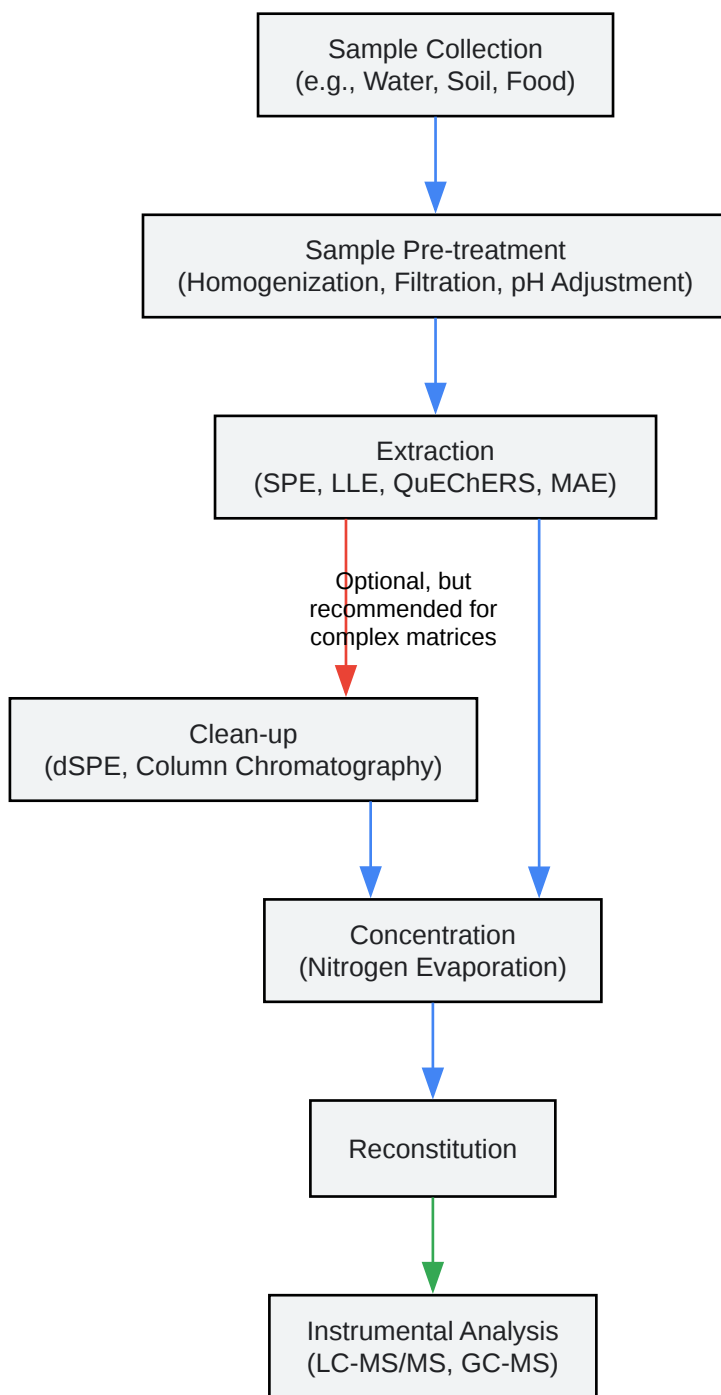 Sample Collection
(e.g., Water, Soil, Food)
Sample Pre-treatment
(Homogenization, Filtration, pH Adjustment)
Extraction
(SPE, LLE, QuEChERS, MAE)
Optional, but
recommended for
complex matrices
Clean-up
(dSPE, Column Chromatography)
Concentration
(Nitrogen Evaporation)
Reconstitution
Instrumental Analysis
(LC-MS/MS, GC-MS)